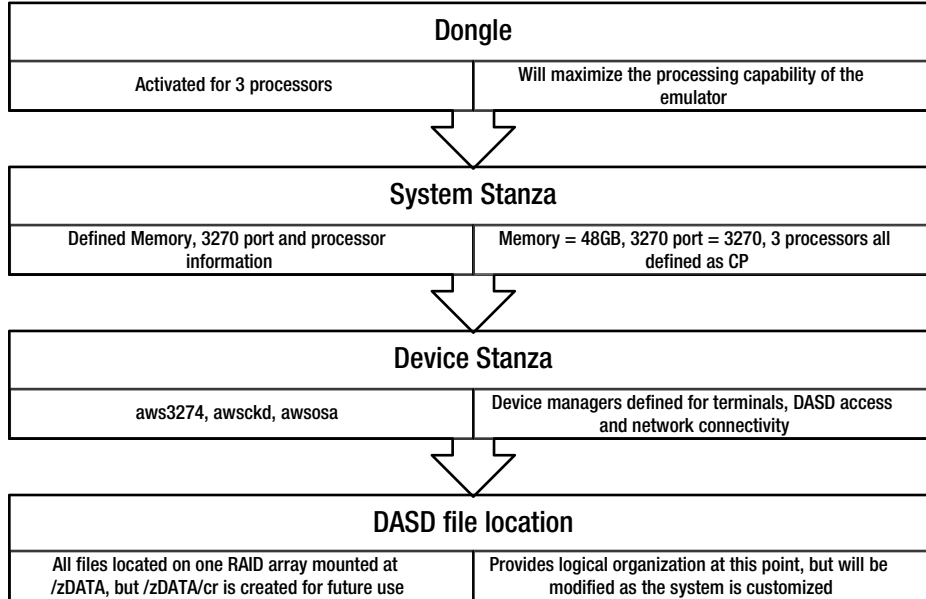 Dongle
Activated for 3 processors
Will maximize the processing capability of the
emulator
System Stanza
Defined Memory, 3270 port and processor
information
Memory = 48GB, 3270 port = 3270, 3 processors all
defined as CP
Device Stanza
aws3274, awsckd, awsosa
Device managers defined for terminals, DASD access
and network connectivity
DASD file location
All files located on one RAID array mounted at
/zDATA, but /zDATA/cr is created for future use
Provides logical organization at this point, but will be
modified as the system is customized